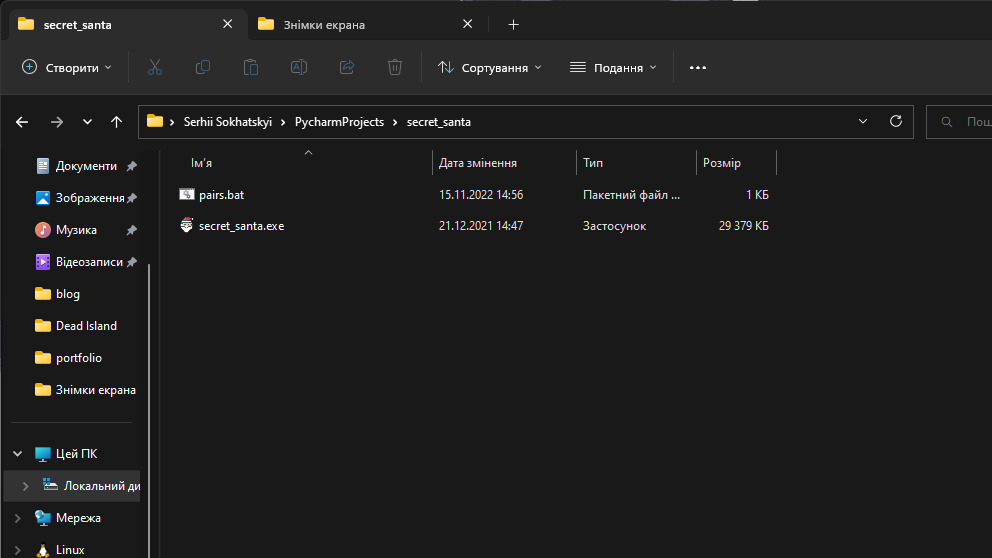 secret_santa
Знімки екрана
Створити
Сортування
Подання
Serhii Sokhatskyi
PycharmProjects
secret_santa
Пош
Ім’я
Дата змінення
Тип
Розмір
pairs.bat
15.11.2022 14:56
Пакетний файл ...
1 КБ
secret_santa.exe
21.12.2021 14:47
Застосунок
29 379 КБ
Документи
Зображення
Музика
Відеозаписи
blog
Dead Island
portfolio
Знімки екрана
Цей ПК
Локальний ди
Мережа
Linux